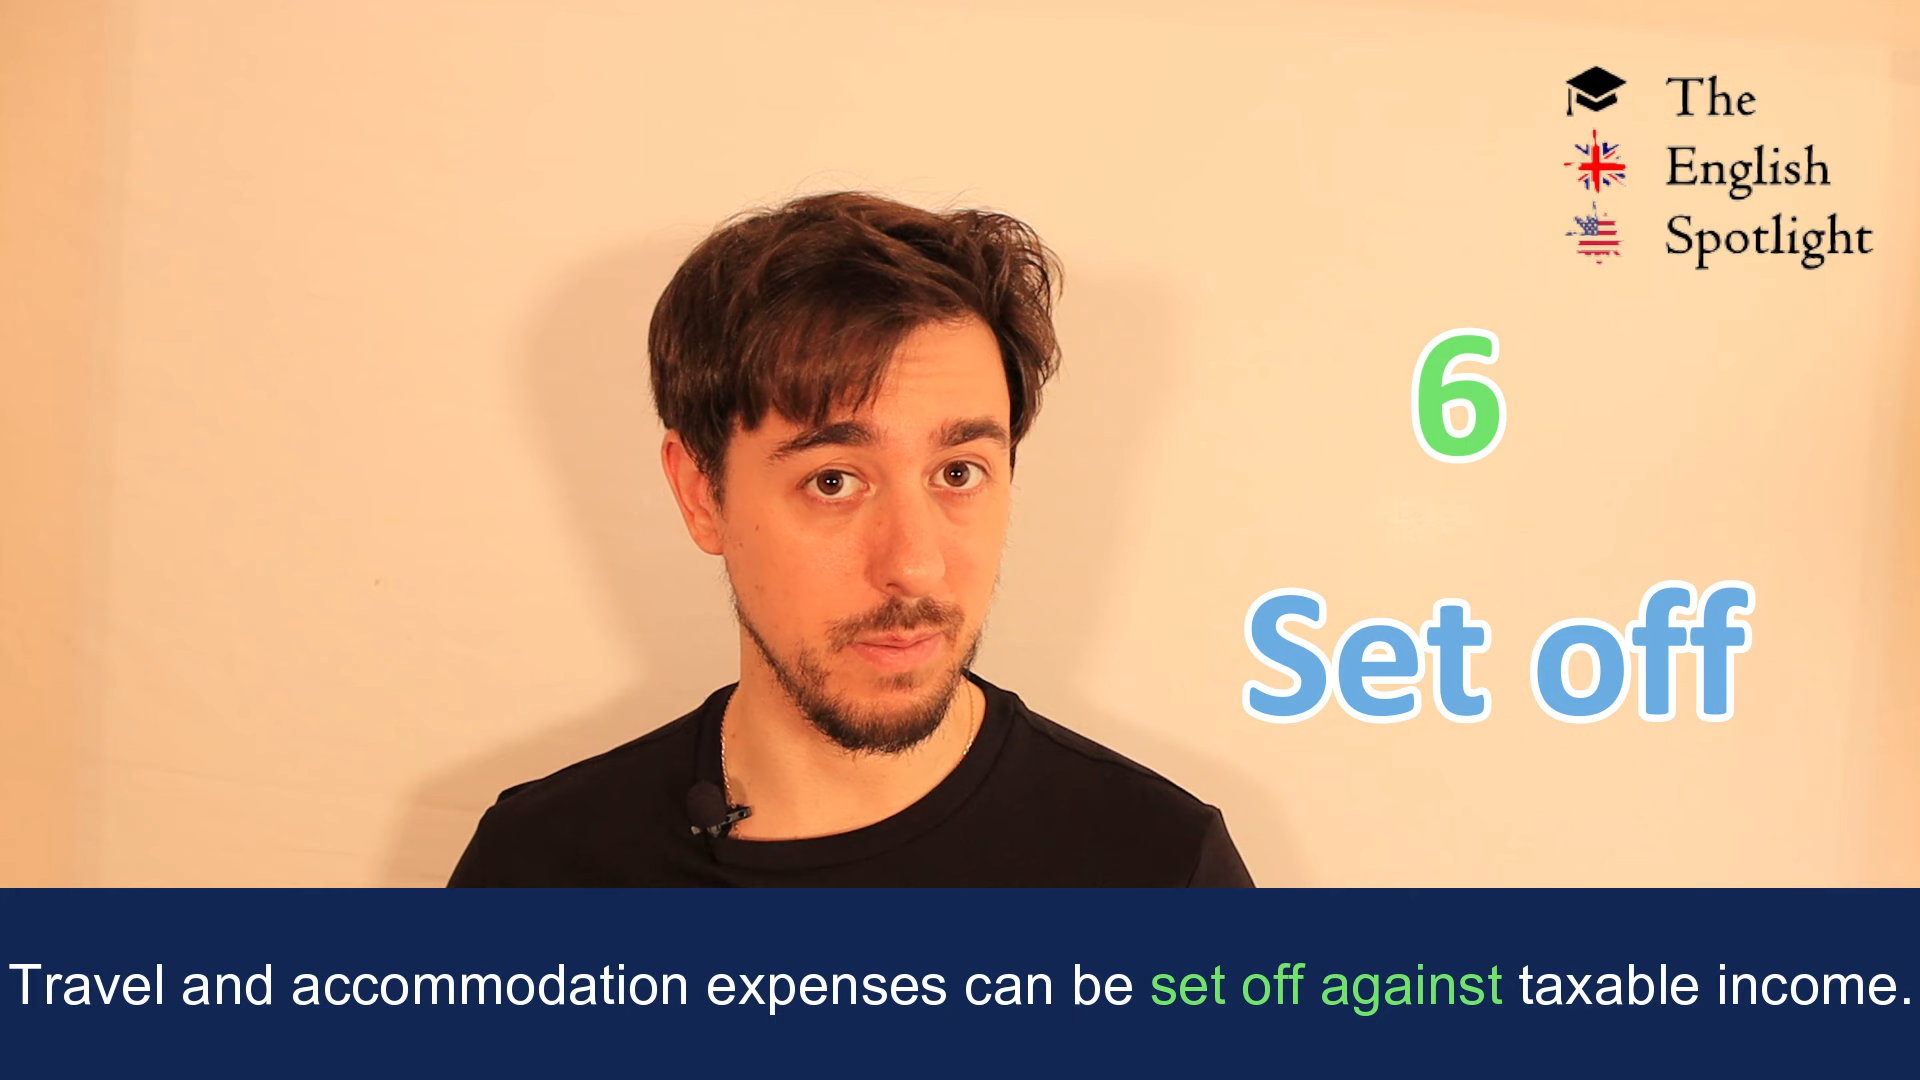 The
English
Spotlight
6
Set off
Travel and accommodation expenses can be set off against taxable income.